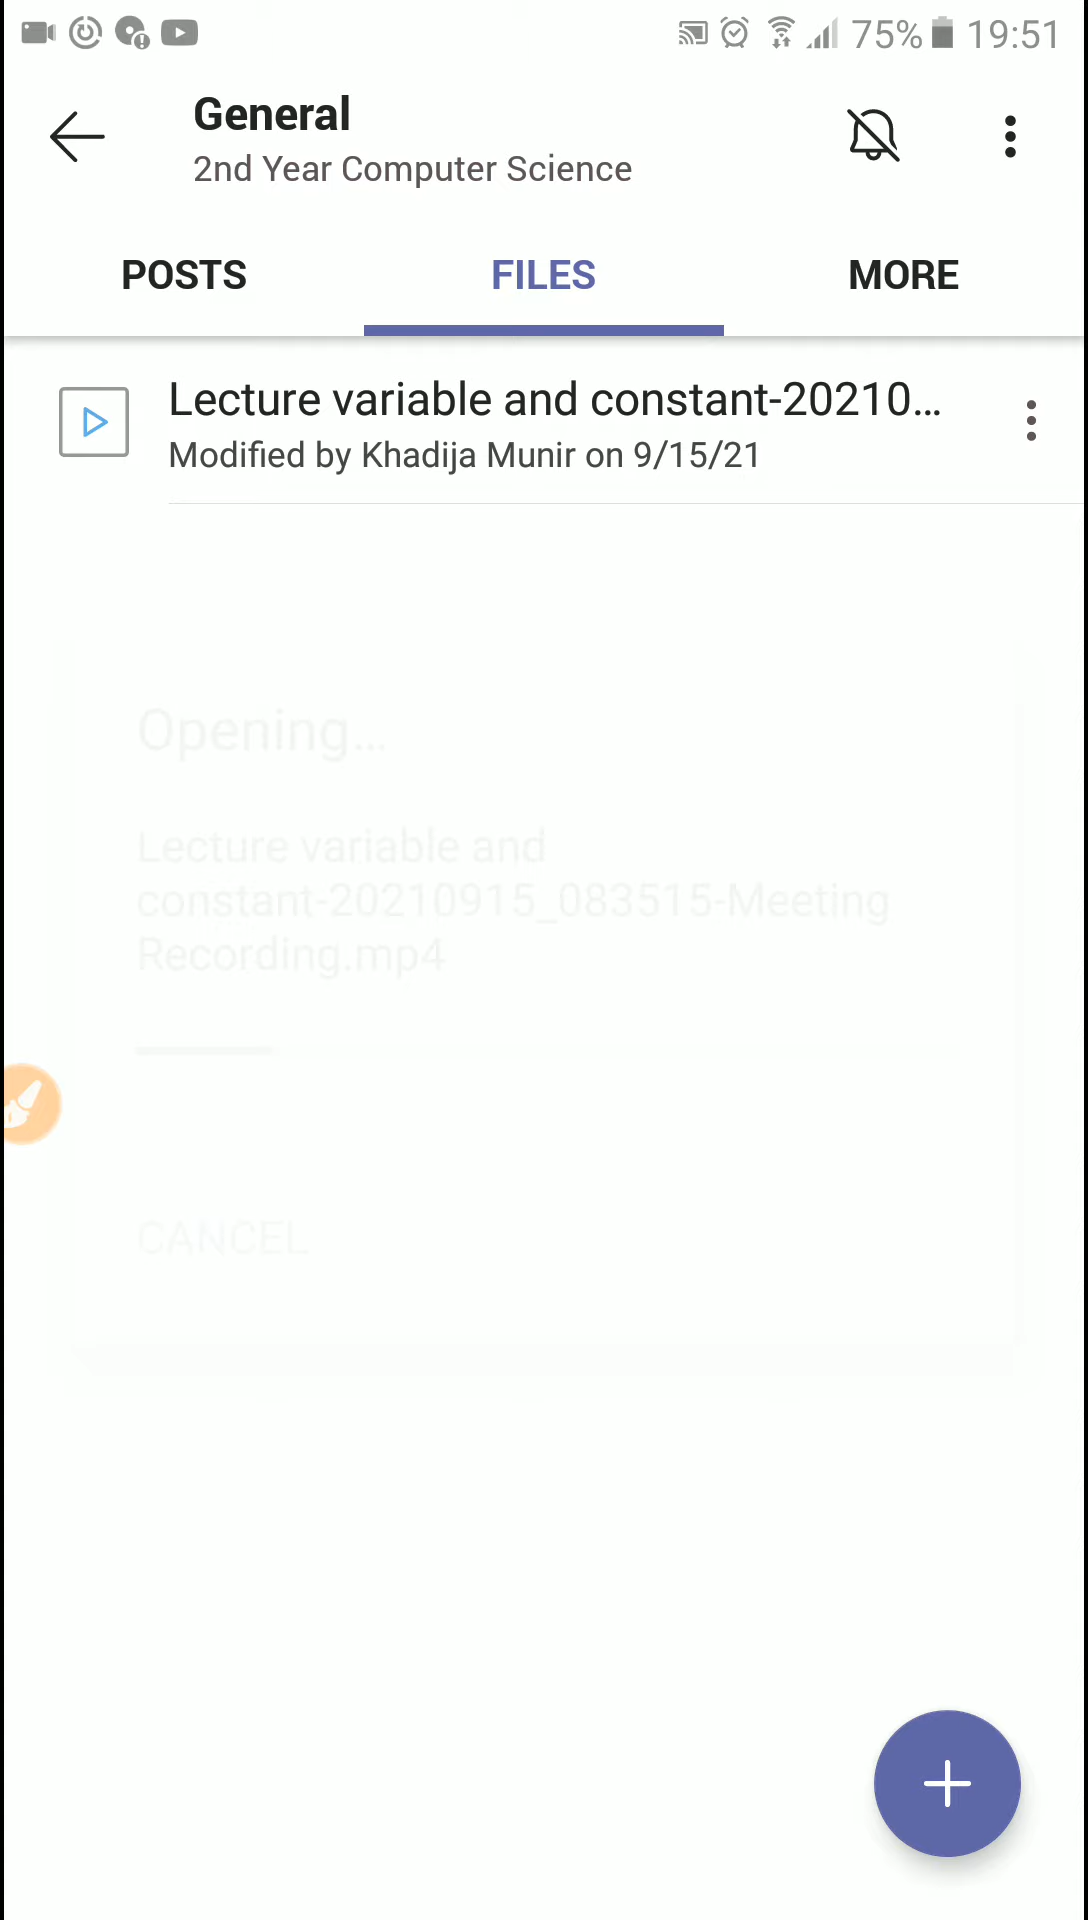 75% 19:51
General
2nd Year Computer Science
POSTS FILES MORE
Lecture variable and constant-20210...
Modified by Khadija Munir on 9/15/21
Opening...
Lecture variable and
constant-20210915_083515-Meeting
Recording.mp4
CANCEL